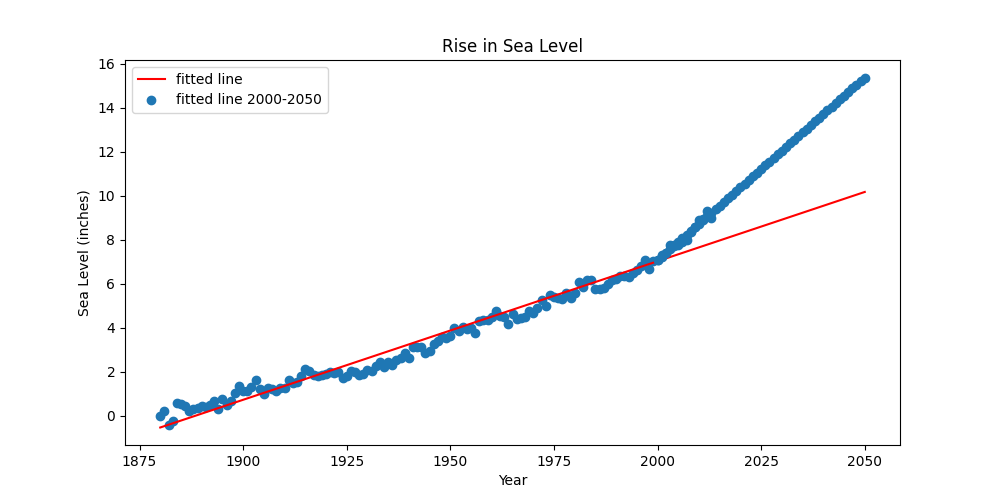 Rise in Sea Level
fitted line
fitted line 2000-2050
Sea Level (inches)
16
14
12
10
8
6
4
2
0
1875 1900 1925 1950 1975 2000 2025 2050
Year